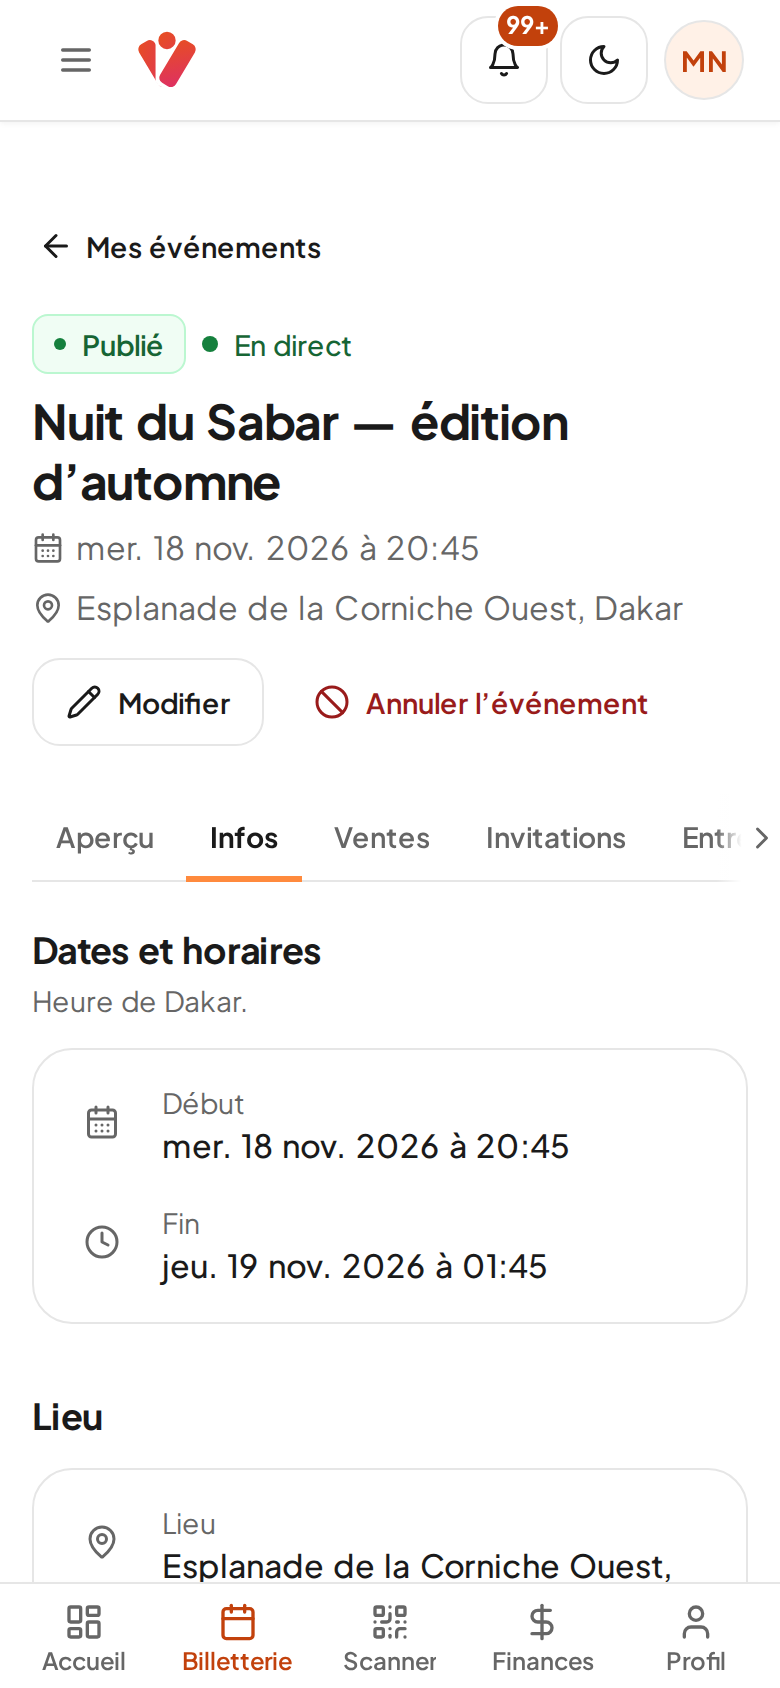 99+
MN
Mes événements
Publié
En direct
Nuit du Sabar — édition
d’automne
mer. 18 nov. 2026 à 20:45
Esplanade de la Corniche Ouest, Dakar
Modifier
Annuler l’événement
Aperçu Infos Ventes Invitations
Dates et horaires
Heure de Dakar.
Début
mer. 18 nov. 2026 à 20:45
Fin
jeu. 19 nov. 2026 à 01:45
Lieu
Lieu
Esplanade de la Corniche Ouest,
Accueil Billetterie Scanner Finances Profil